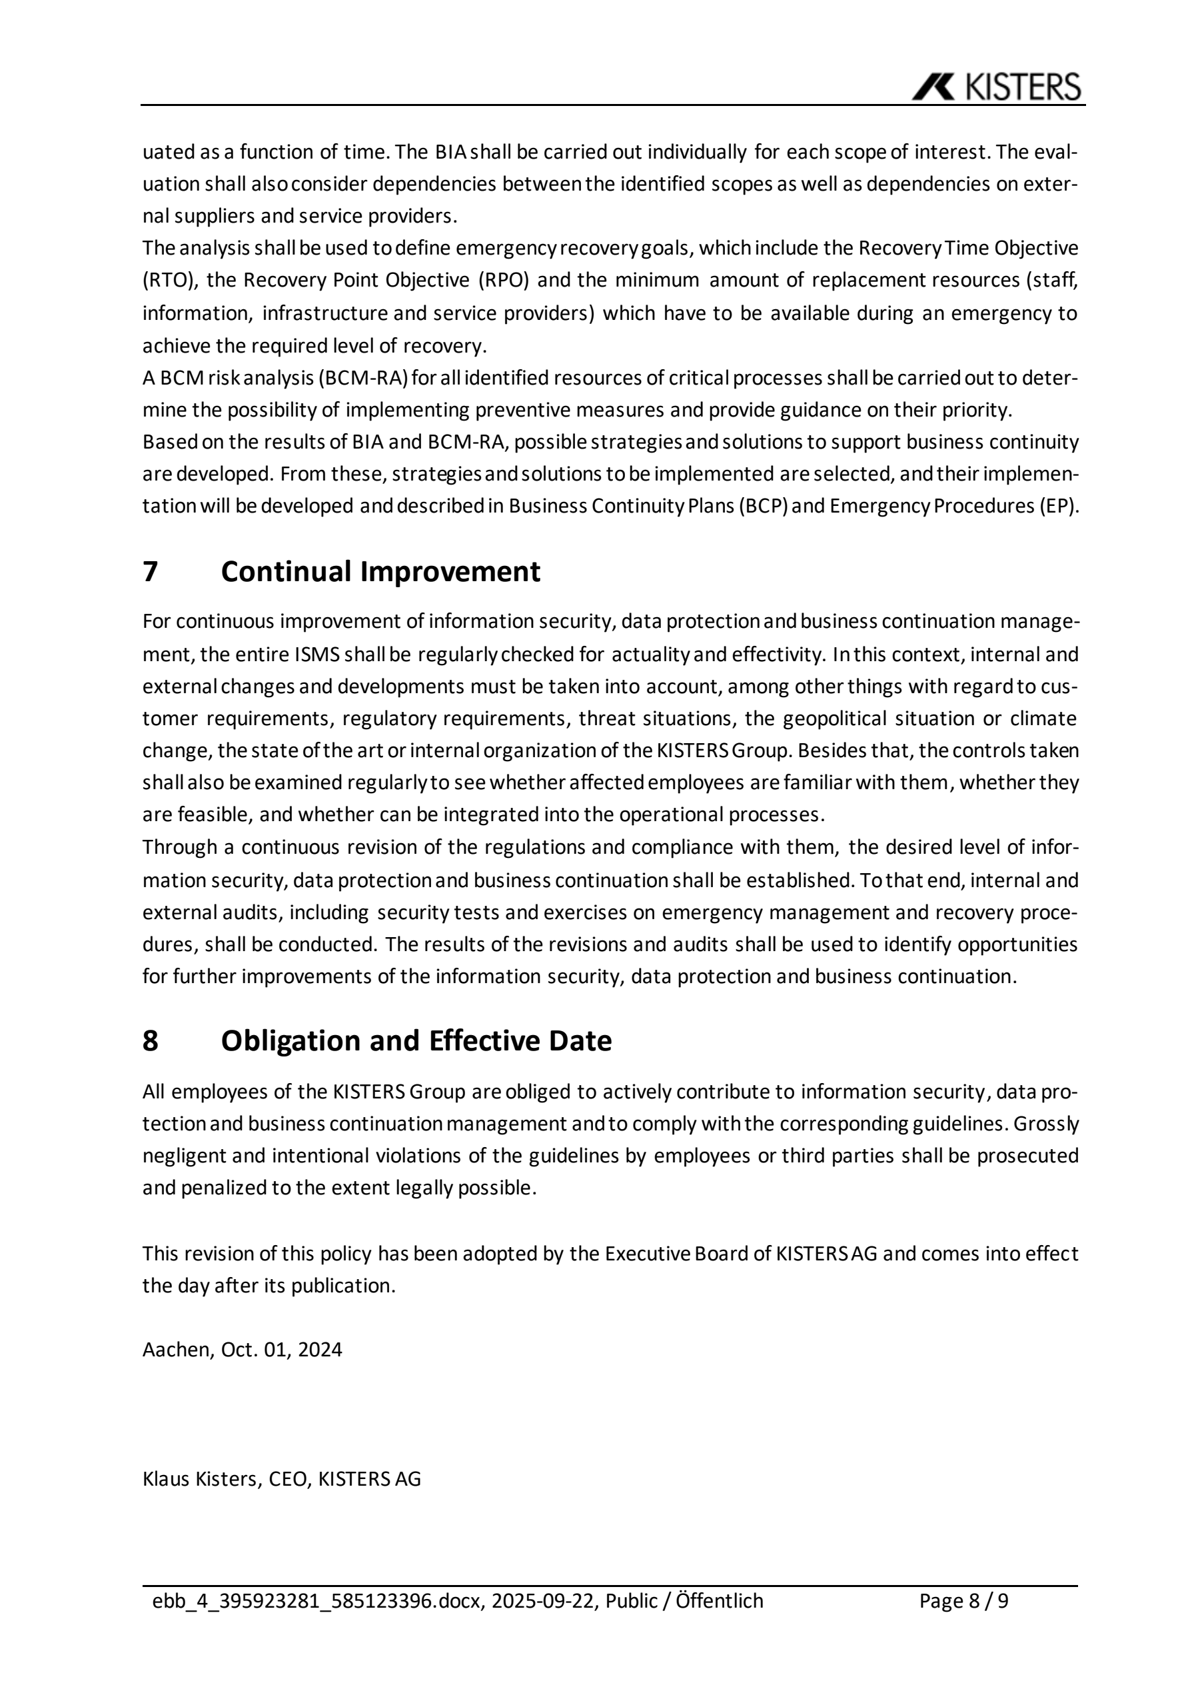 KISTERS
uated as a function of time. The BIA shall be carried out individually for each scope of interest. The eval-
uation shall also consider dependencies between the identified scopes as well as dependencies on exter-
nal suppliers and service providers.
The analysis shall be used to define emergency recovery goals, which include the Recovery Time Objective
(RTO), the Recovery Point Objective (RPO) and the minimum amount of replacement resources (staff,
information, infrastructure and service providers) which have to be available during an emergency to
achieve the required level of recovery.
A BCM risk analysis (BCM-RA) for all identified resources of critical processes shall be carried out to deter-
mine the possibility of implementing preventive measures and provide guidance on their priority.
Based on the results of BIA and BCM-RA, possible strategies and solutions to support business continuity
are developed. From these, strategies and solutions to be implemented are selected, and their implemen-
tation will be developed and described in Business Continuity Plans (BCP) and Emergency Procedures (EP).
7 Continual Improvement
For continuous improvement of information security, data protection and business continuation manage-
ment, the entire ISMS shall be regularly checked for actuality and effectivity. In this context, internal and
external changes and developments must be taken into account, among other things with regard to cus-
tomer requirements, regulatory requirements, threat situations, the geopolitical situation or climate
change, the state of the art or internal organization of the KISTERS Group. Besides that, the controls taken
shall also be examined regularly to see whether affected employees are familiar with them, whether they
are feasible, and whether can be integrated into the operational processes.
Through a continuous revision of the regulations and compliance with them, the desired level of infor-
mation security, data protection and business continuation shall be established. To that end, internal and
external audits, including security tests and exercises on emergency management and recovery proce-
dures, shall be conducted. The results of the revisions and audits shall be used to identify opportunities
for further improvements of the information security, data protection and business continuation.
8 Obligation and Effective Date
All employees of the KISTERS Group are obliged to actively contribute to information security, data pro-
tection and business continuation management and to comply with the corresponding guidelines. Grossly
negligent and intentional violations of the guidelines by employees or third parties shall be prosecuted
and penalized to the extent legally possible.
This revision of this policy has been adopted by the Executive Board of KISTERS AG and comes into effect
the day after its publication.
Aachen, Oct. 01, 2024
Klaus Kisters, CEO, KISTERS AG
ebb_4_395923281_585123396.docx, 2025-09-22, Public / Öffentlich Page 8 / 9